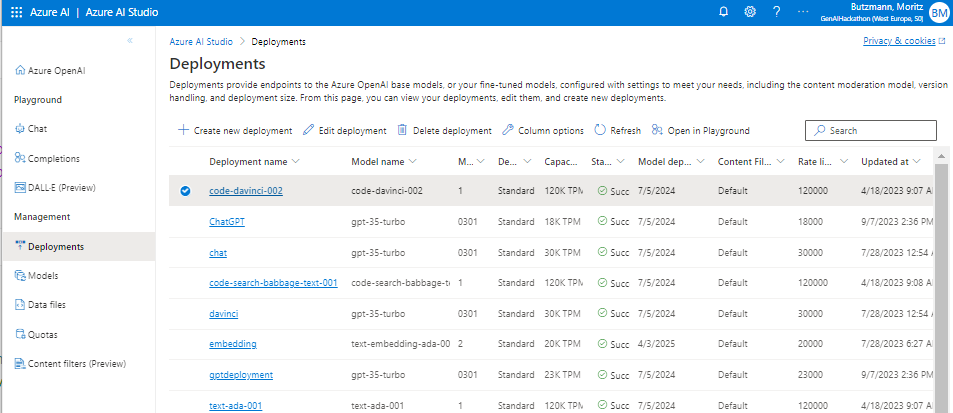 Azure AI | Azure AI Studio
Butzmann, Moritz
GenAIHackathon (West Europe, S0)
BM
Azure AI Studio > Deployments
Privacy & cookies
Azure OpenAI
Playground
Chat
Completions
DALL-E (Preview)
Management
Deployments
Models
Data files
Quotas
Content filters (Preview)
Deployments
Deployments provide endpoints to the Azure OpenAI base models, or your fine-tuned models, configured with settings to meet your needs, including the content moderation model, version
handling, and deployment size. From this page, you can view your deployments, edit them, and create new deployments.
Create new deployment Edit deployment Delete deployment Column options Refresh Open in Playground Search
Deployment name Model name M... De... Capac... Sta... Model dep... Content Fil... Rate li... Updated at
code-davinci-002 code-davinci-002 1 Standard 120K TPM Succ 7/5/2024 Default 120000 4/18/2023 9:07 A
ChatGPT gpt-35-turbo 0301 Standard 18K TPM Succ 7/5/2024 Default 18000 9/7/2023 2:36 PM
chat gpt-35-turbo 0301 Standard 30K TPM Succ 7/5/2024 Default 30000 7/28/2023 12:54 A
code-search-babbage-text-001 code-search-babbage-t 1 Standard 120K TPM Succ 7/5/2024 Default 120000 4/18/2023 9:08 A
davinci gpt-35-turbo 0301 Standard 30K TPM Succ 7/5/2024 Default 30000 7/28/2023 12:54 A
embedding text-embedding-ada-00 2 Standard 20K TPM Succ 4/3/2025 Default 20000 7/28/2023 6:27 A
gptdeployment gpt-35-turbo 0301 Standard 23K TPM Succ 7/5/2024 Default 23000 9/7/2023 2:36 PM
text-ada-001 text-ada-001 1 Standard 120K TPM Succ 7/5/2024 Default 120000 4/18/2023 9:07 A